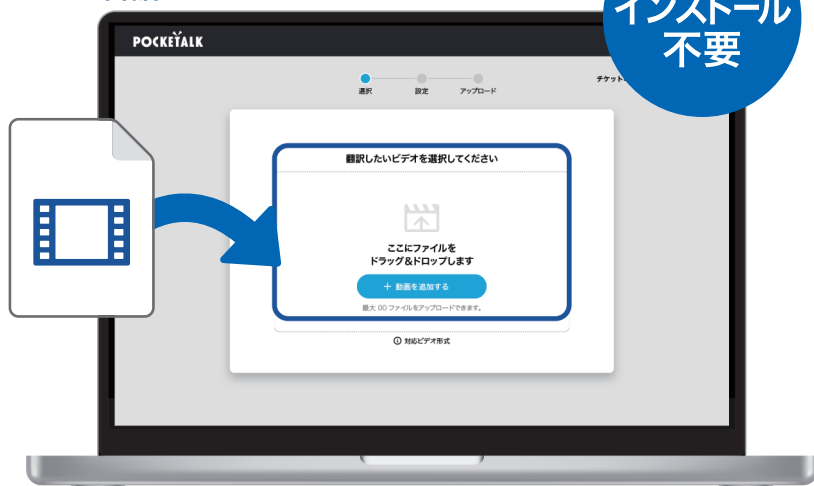 インストール
不要
POCKETALK
選択 設定 アップロード
翻訳したいビデオを選択してください
ここにファイルを
ドラッグ&ドロップします
+ 動画を追加する
最大 00 ファイルをアップロードできます。
対応ビデオ形式